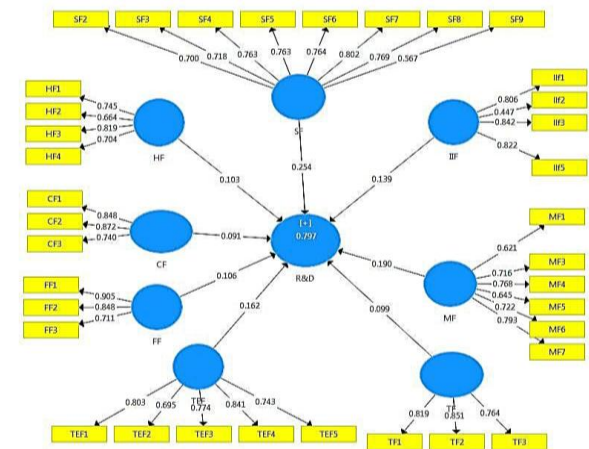 SF2 SF3 SF4 SF5 SF6 SF7 SF8 SF9
0.700 0.718 0.763 0.763 0.764 0.802 0.769 0.567
SF
HF1
HF2
HF3
HF4
0.745
0.664
0.819
0.704
HF
IIf1
IIf2
IIf3
IIf5
0.806
0.447
0.842
0.822
IIF
0.103
0.254
0.139
CF1
CF2
CF3
0.848
0.872
0.740
CF
0.091
[+]
0.797
R&D
MF1
MF3
MF4
MF5
MF6
MF7
0.621
0.716
0.768
0.645
0.722
0.793
MF
0.190
FF1
FF2
FF3
0.905
0.848
0.711
FF
0.106
0.162
0.099
TEF
0.803 0.695 0.774 0.841 0.743
TEF1 TEF2 TEF3 TEF4 TEF5
TF
0.819 0.851 0.764
TF1 TF2 TF3